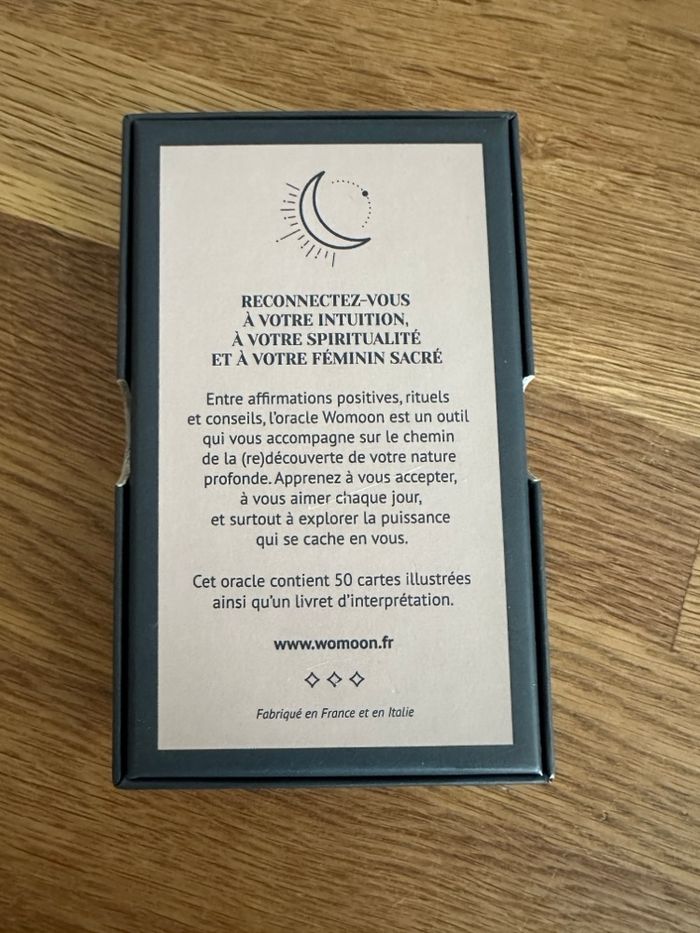 RECONNECTEZ-VOUS
À VOTRE INTUITION,
À VOTRE SPIRITUALITÉ
ET À VOTRE FÉMININ SACRÉ
Entre affirmations positives, rituels
et conseils, l'oracle Womoon est un outil
qui vous accompagne sur le chemin
de la (re)découverte de votre nature
profonde. Apprenez à vous accepter,
à vous aimer chaque jour,
et surtout à explorer la puissance
qui se cache en vous.
Cet oracle contient 50 cartes illustrées
ainsi qu'un livret d'interprétation.
www.womoon.fr
Fabriqué en France et en Italie